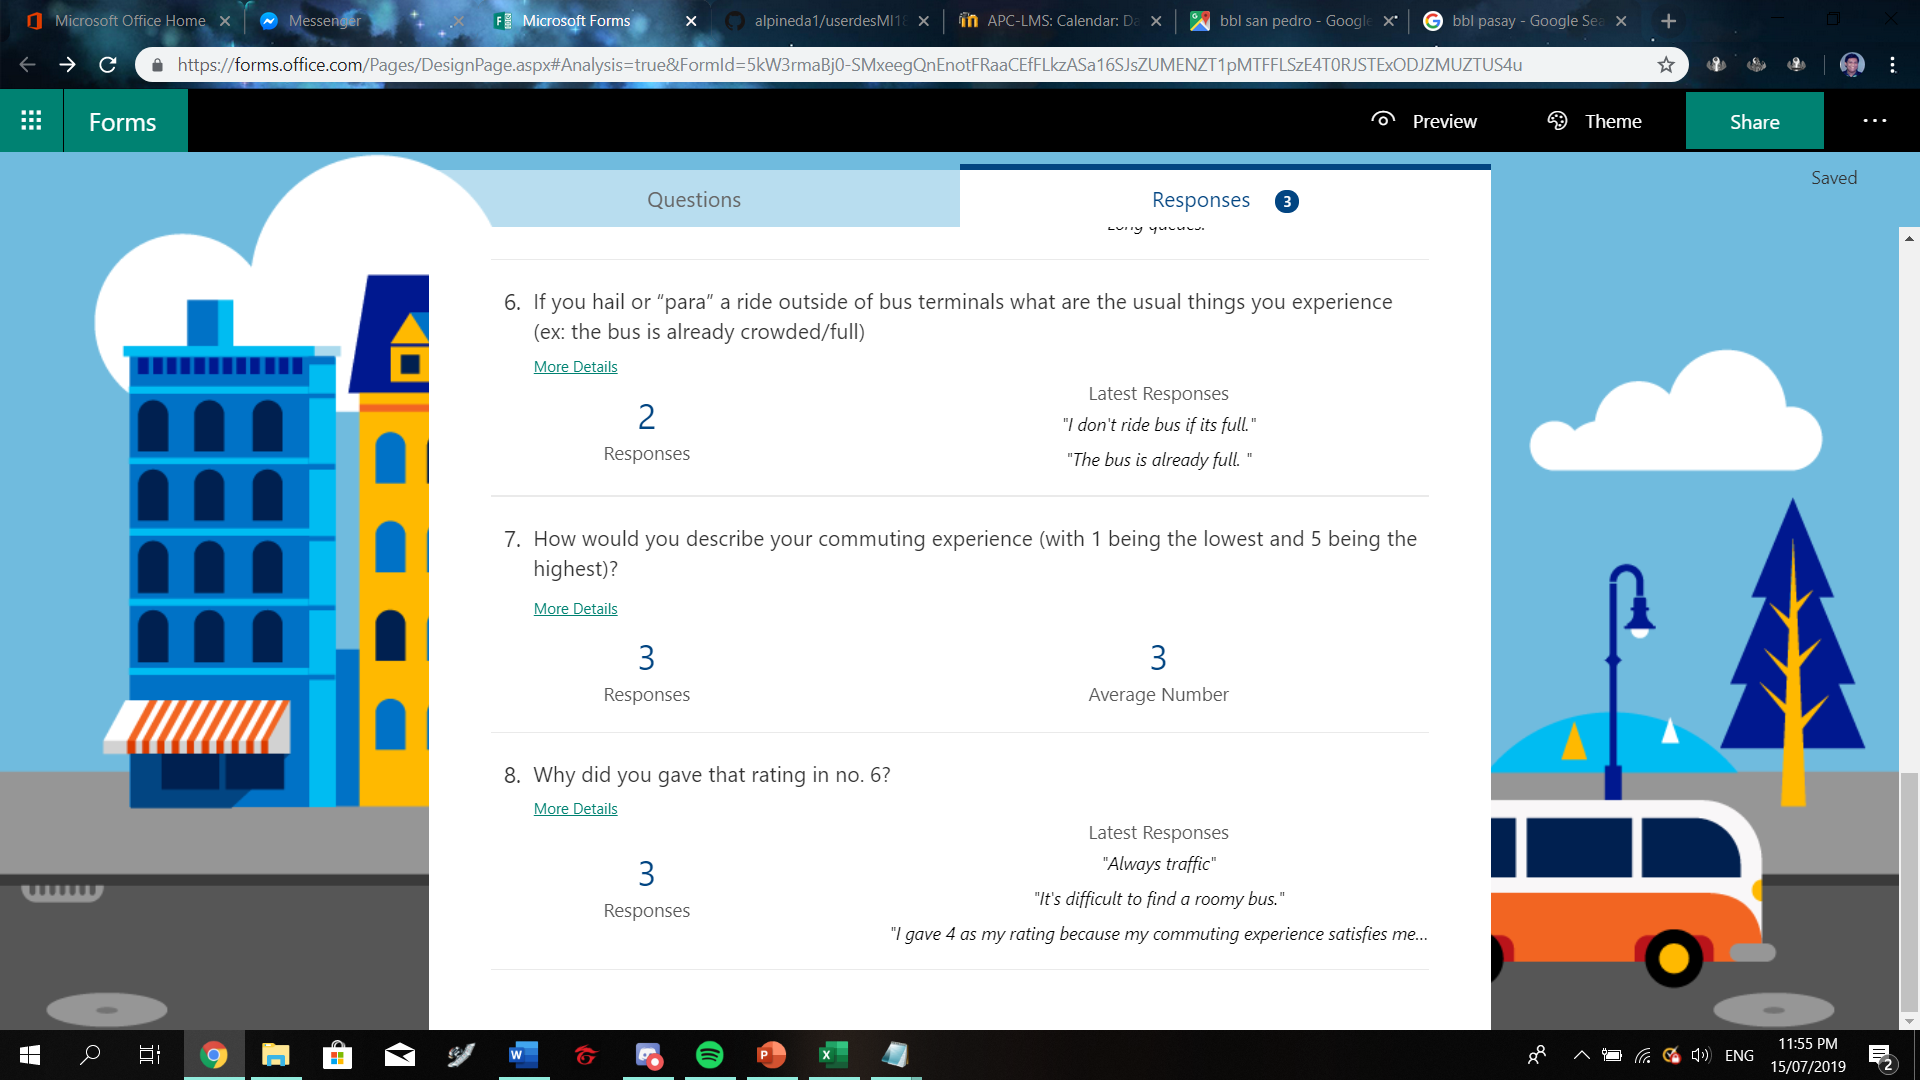 Microsoft Office Home
Messenger
Microsoft Forms
alpineda1/userdesMI18
APC-LMS: Calendar: Da
bbl san pedro - Google
bbl pasay - Google Sea
https://forms.office.com/Pages/DesignPage.aspx#Analysis=true&FormId=5kW3rmaBj0-SMxeegQnEnotFRaaCEfFLkzASa16SJsZUMENZT1pMTFFLSzE4T0RJSTExODJZMUZTUS4u
Forms
Preview
Theme
Share
Questions
Responses 3
Saved
Long queues.
6. If you hail or “para” a ride outside of bus terminals what are the usual things you experience
(ex: the bus is already crowded/full)
More Details
2
Responses
Latest Responses
"I don't ride bus if its full."
"The bus is already full. "
7. How would you describe your commuting experience (with 1 being the lowest and 5 being the
highest)?
More Details
3
Responses
3
Average Number
8. Why did you gave that rating in no. 6?
More Details
3
Responses
Latest Responses
"Always traffic"
"It's difficult to find a roomy bus."
"I gave 4 as my rating because my commuting experience satisfies me...
ENG
11:55 PM
15/07/2019
2